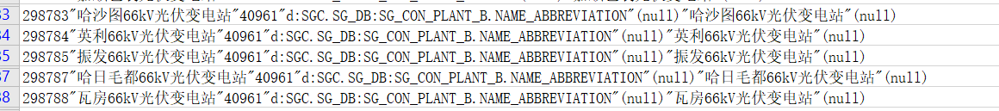 33 298783"哈沙图66kV光伏变电站"40961"d:SGC.SG_DB:SG_CON_PLANT_B.NAME_ABBREVIATION"(null)"哈沙图66kV光伏变电站"(null)
34 298784"英利66kV光伏变电站"40961"d:SGC.SG_DB:SG_CON_PLANT_B.NAME_ABBREVIATION"(null)"英利66kV光伏变电站"(null)
35 298785"振发66kV光伏变电站"40961"d:SGC.SG_DB:SG_CON_PLANT_B.NAME_ABBREVIATION"(null)"振发66kV光伏变电站"(null)
37 298787"哈日毛都66kV光伏变电站"40961"d:SGC.SG_DB:SG_CON_PLANT_B.NAME_ABBREVIATION"(null)"哈日毛都66kV光伏变电站"(null)
38 298788"瓦房66kV光伏变电站"40961"d:SGC.SG_DB:SG_CON_PLANT_B.NAME_ABBREVIATION"(null)"瓦房66kV光伏变电站"(null)